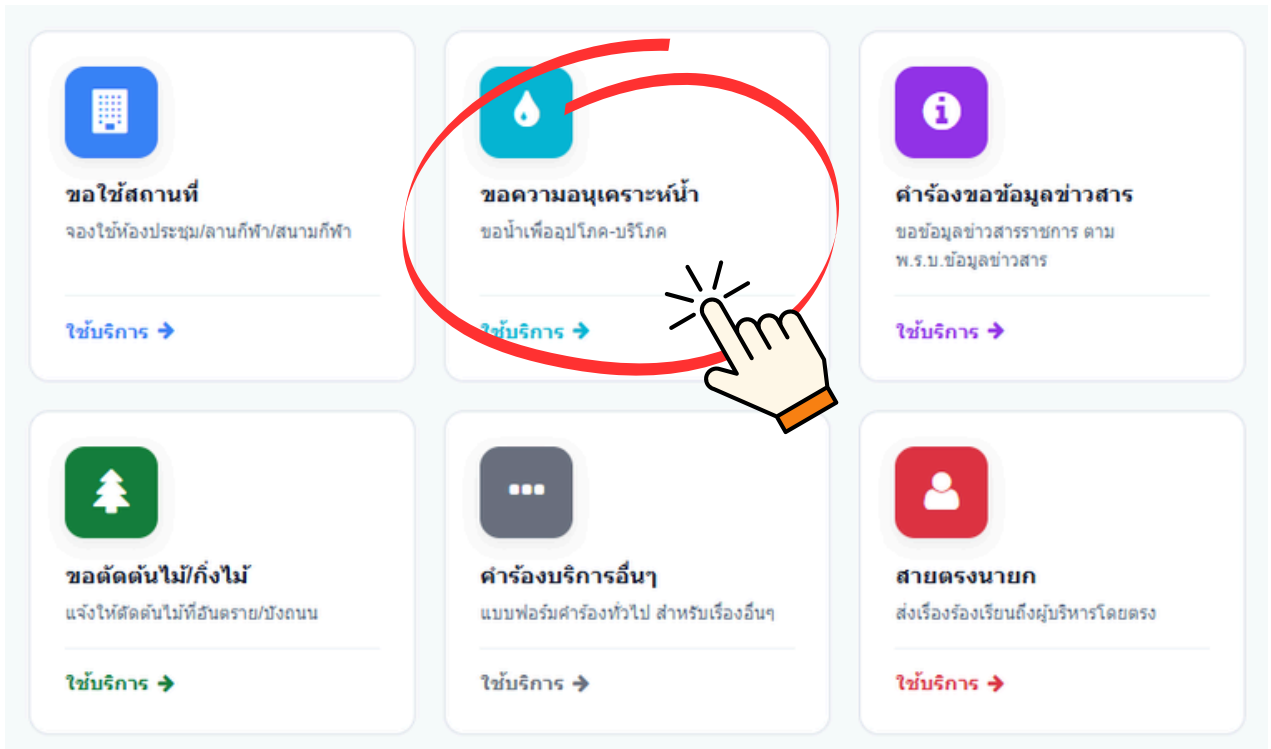 ขอใช้สถานที่
จองใช้ห้องประชุม/ลานกีฬา/สนามกีฬา
ใช้บริการ
ขอความอนุเคราะห์น้ำ
ขอน้ำเพื่ออุปโภค-บริโภค
ใช้บริการ
คำร้องขอข้อมูลข่าวสาร
ขอข้อมูลข่าวสารราชการ ตาม
พ.ร.บ.ข้อมูลข่าวสาร
ใช้บริการ
ขอตัดต้นไม้/กิ่งไม้
แจ้งให้ตัดต้นไม้ที่อันตราย/บังถนน
ใช้บริการ
คำร้องบริการอื่นๆ
แบบฟอร์มคำร้องทั่วไป สำหรับเรื่องอื่นๆ
ใช้บริการ
สายตรงนายก
ส่งเรื่องร้องเรียนถึงผู้บริหารโดยตรง
ใช้บริการ